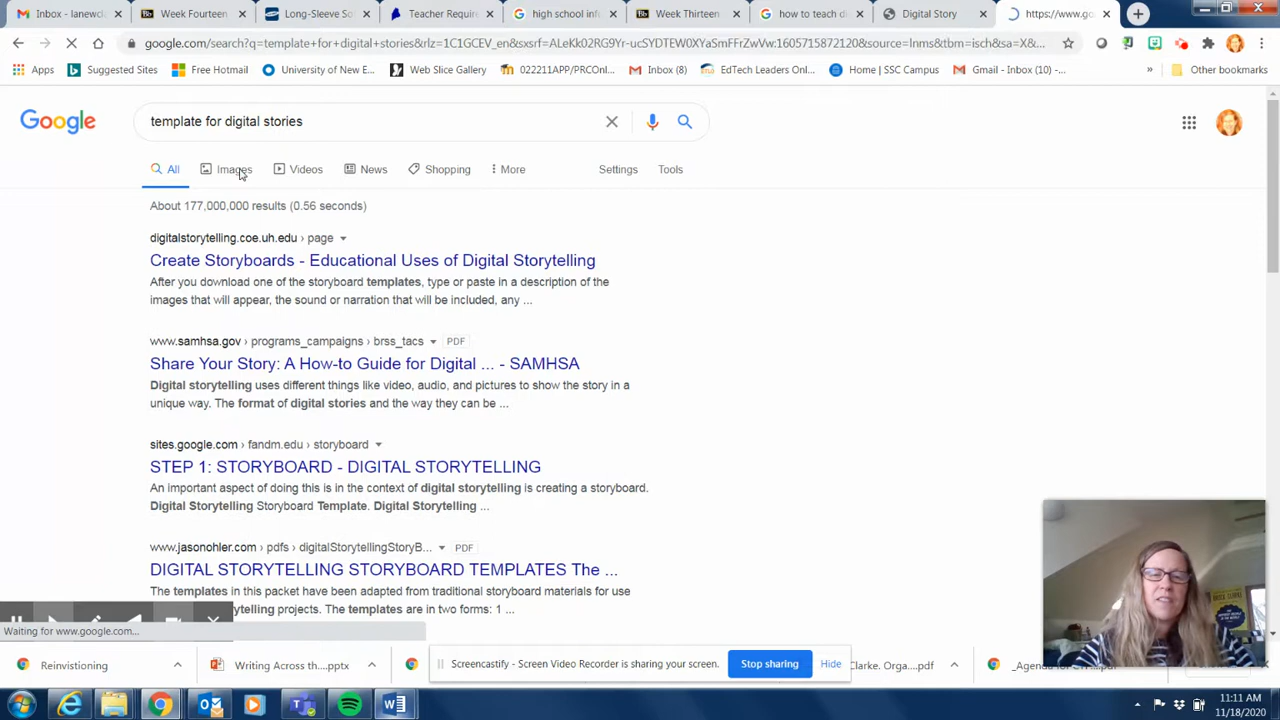 Inbox - lanewcl
Week Fourteen
Long-Sleeve So
Teacher Require
high school inf
Week Thirteen
how to teach di
Digital Story
https://www.go
google.com/search?q=template+for+digital+stories&rlz=1C1GCEV_en&sxsrf=ALeKk02RG9Yr-ucSYDTEW0XYaSmFFrZwVw:1605715872120&source=lnms&tbm=isch&sa=X&...
Apps
Suggested Sites
Free Hotmail
University of New E...
Web Slice Gallery
022211APP/PRCOnl...
Inbox (8)
EdTech Leaders Onl...
Home | SSC Campus
Gmail - Inbox (10) -...
»
Other bookmarks
Google
template for digital stories
All
Images
Videos
News
Shopping
More
Settings
Tools
About 177,000,000 results (0.56 seconds)
digitalstorytelling.coe.uh.edu › page
Create Storyboards - Educational Uses of Digital Storytelling
After you download one of the storyboard templates, type or paste in a description of the
images that will appear, the sound or narration that will be included, any ...
www.samhsa.gov › programs_campaigns › brss_tacs PDF
Share Your Story: A How-to Guide for Digital ... - SAMHSA
Digital storytelling uses different things like video, audio, and pictures to show the story in a
unique way. The format of digital stories and the way they can be ...
sites.google.com › fandm.edu › storyboard
STEP 1: STORYBOARD - DIGITAL STORYTELLING
An important aspect of doing this is in the context of digital storytelling is creating a storyboard.
Digital Storytelling Storyboard Template. Digital Storytelling ...
www.jasonohler.com › pdfs › digitalStorytellingStoryB... PDF
DIGITAL STORYTELLING STORYBOARD TEMPLATES The ...
The templates in this packet have been adapted from traditional storyboard materials for use
telling projects. The templates are in two forms: 1 ...
Waiting for www.google.com...
Reinvistioning
Writing Across th....pptx
Screencastify - Screen Video Recorder is sharing your screen.
Stop sharing
Hide
Clarke. Orga....pdf
11:11 AM
11/18/2020